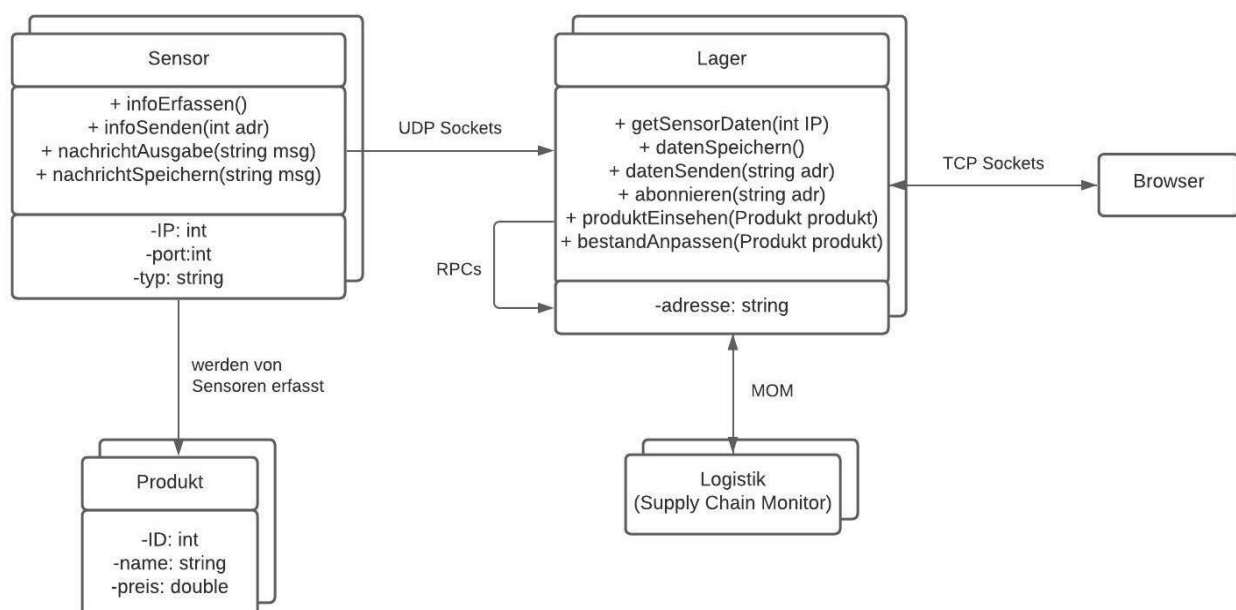 Sensor
+ infoErfassen()
+ infoSenden(int adr)
+ nachrichtAusgabe(string msg)
+ nachrichtSpeichern(string msg)
-IP: int
-port:int
-typ: string
UDP Sockets
Lager
+ getSensorDaten(int IP)
+ datenSpeichern()
+ datenSenden(string adr)
+ abonnieren(string adr)
+ produktEinsehen(Produkt produkt)
+ bestandAnpassen(Produkt produkt)
-adresse: string
RPCs
TCP Sockets
Browser
werden von
Sensoren erfasst
MOM
Produkt
-ID: int
-name: string
-preis: double
Logistik
(Supply Chain Monitor)